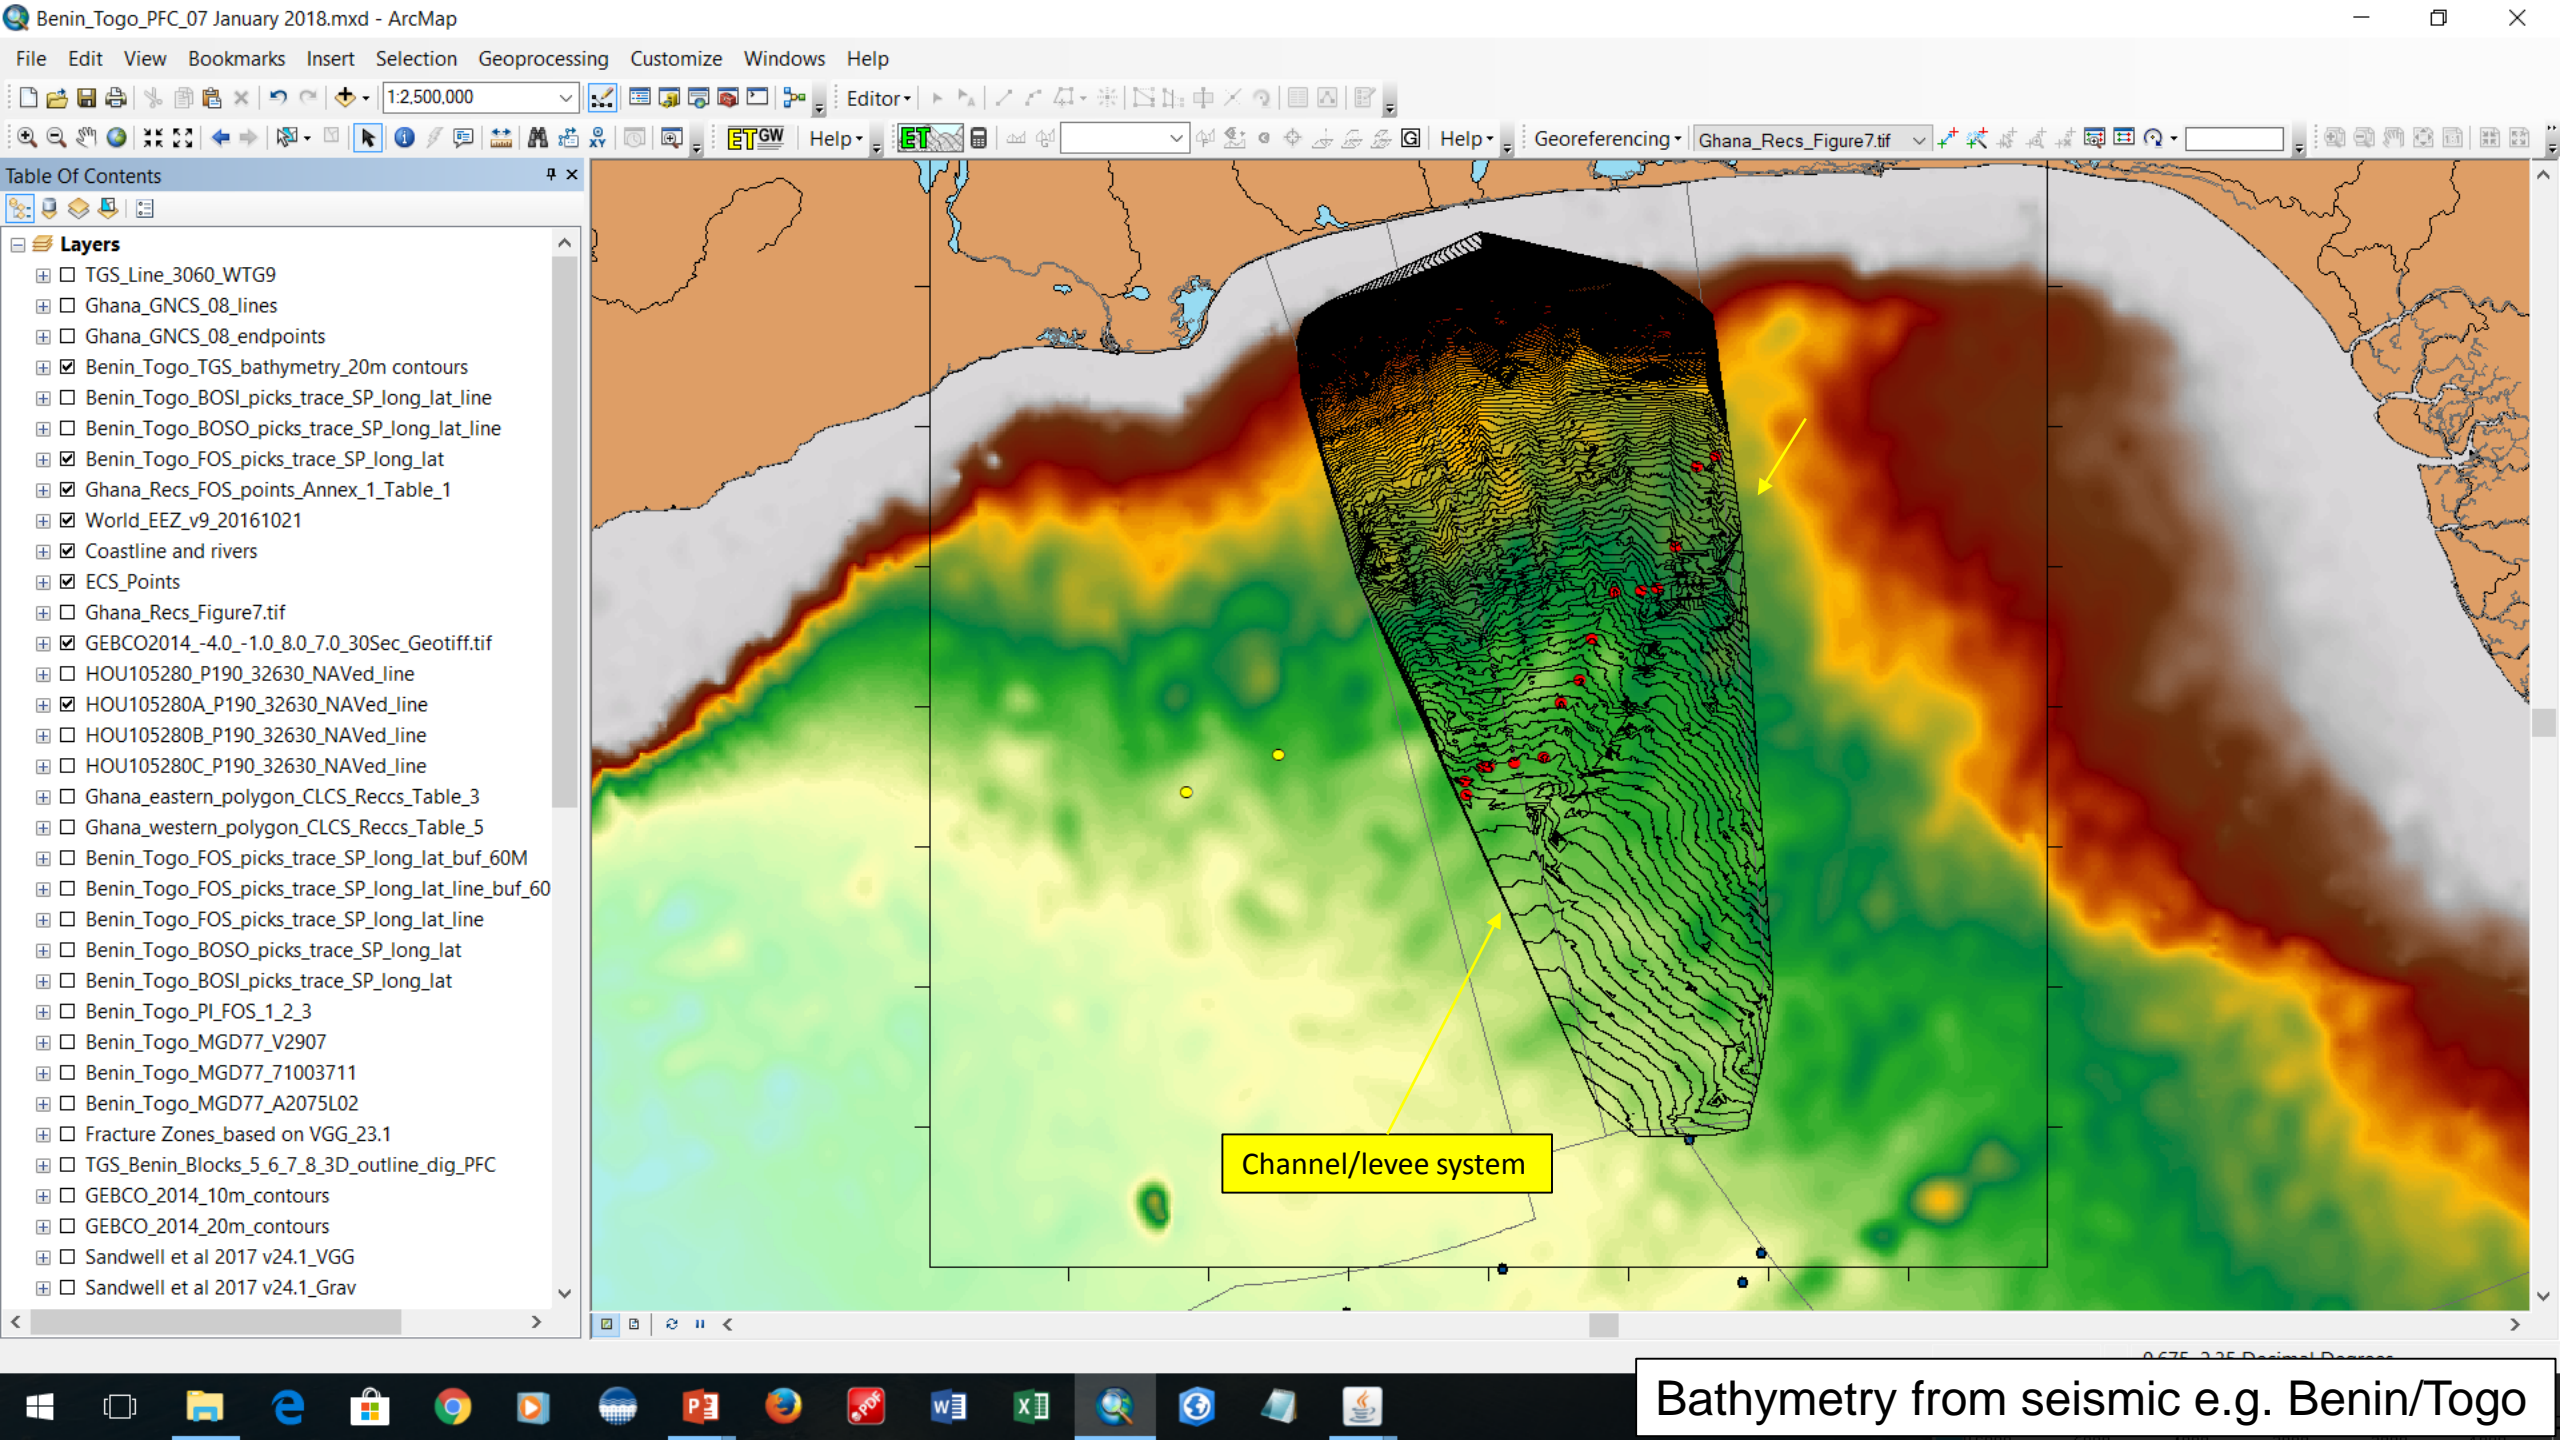 Benin_Togo_PFC_07 January 2018.mxd - ArcMap
File Edit View Bookmarks Insert Selection Geoprocessing Customize Windows Help
1:2,500,000
Editor
ET GW Help ET G Help Georeferencing Ghana_Recs_Figure7.tif
Table Of Contents
Layers
TGS_Line_3060_WTG9
Ghana_GNCS_08_lines
Ghana_GNCS_08_endpoints
Benin_Togo_TGS_bathymetry_20m contours
Benin_Togo_BOSI_picks_trace_SP_long_lat_line
Benin_Togo_BOSO_picks_trace_SP_long_lat_line
Benin_Togo_FOS_picks_trace_SP_long_lat
Ghana_Recs_FOS_points_Annex_1_Table_1
World_EEZ_v9_20161021
Coastline and rivers
ECS_Points
Ghana_Recs_Figure7.tif
GEBCO2014_-4.0_-1.0_8.0_7.0_30Sec_Geotiff.tif
HOU105280_P190_32630_NAVed_line
HOU105280A_P190_32630_NAVed_line
HOU105280B_P190_32630_NAVed_line
HOU105280C_P190_32630_NAVed_line
Ghana_eastern_polygon_CLCS_Reccs_Table_3
Ghana_western_polygon_CLCS_Reccs_Table_5
Benin_Togo_FOS_picks_trace_SP_long_lat_buf_60M
Benin_Togo_FOS_picks_trace_SP_long_lat_line_buf_60
Benin_Togo_FOS_picks_trace_SP_long_lat_line
Benin_Togo_BOSO_picks_trace_SP_long_lat
Benin_Togo_BOSI_picks_trace_SP_long_lat
Benin_Togo_PI_FOS_1_2_3
Benin_Togo_MGD77_V2907
Benin_Togo_MGD77_71003711
Benin_Togo_MGD77_A2075L02
Fracture Zones_based on VGG_23.1
TGS_Benin_Blocks_5_6_7_8_3D_outline_dig_PFC
GEBCO_2014_10m_contours
GEBCO_2014_20m_contours
Sandwell et al 2017 v24.1_VGG
Sandwell et al 2017 v24.1_Grav
Channel/levee system
Bathymetry from seismic e.g. Benin/Togo